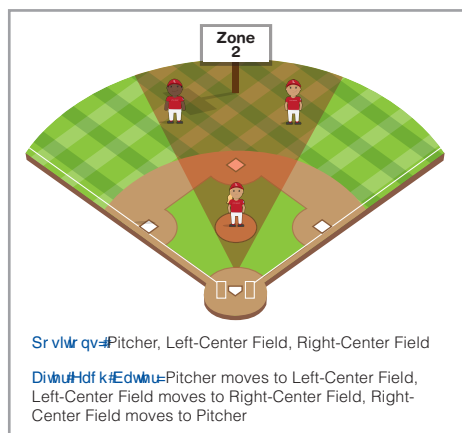 Zone
2
Sr vlwlr qv=#Pitcher, Left-Center Field, Right-Center Field
Diwhu#Hdf k#Edwwhu=Pitcher moves to Left-Center Field,
Left-Center Field moves to Right-Center Field, Right-
Center Field moves to Pitcher